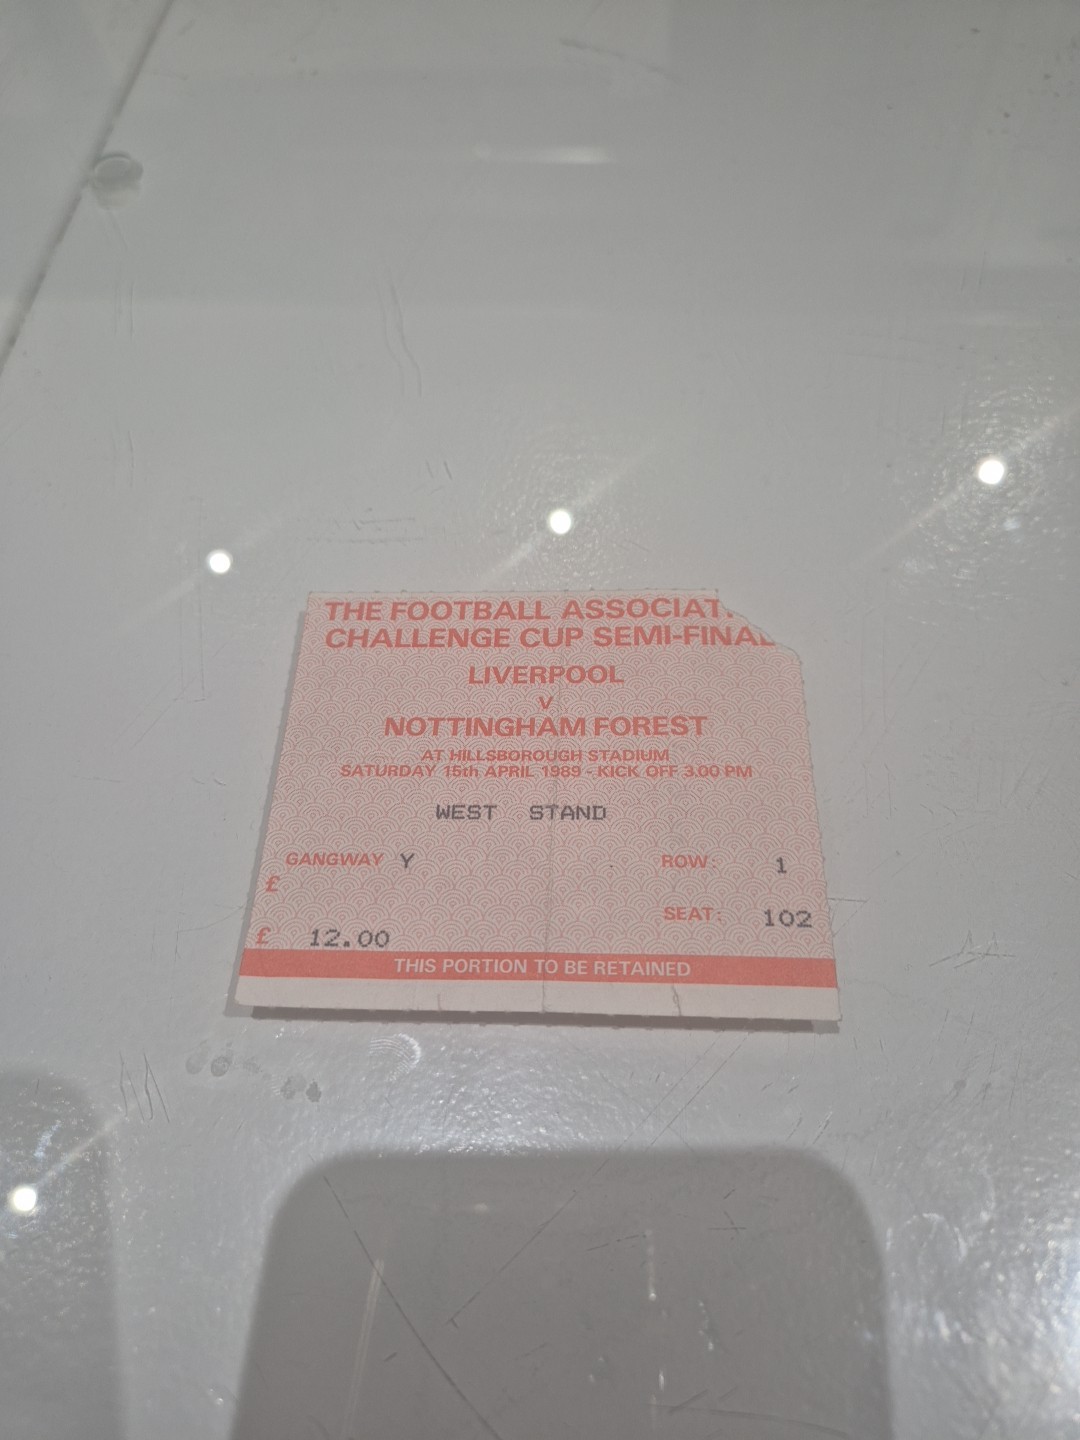 THE FOOTBALL ASSOCIAT
CHALLENGE CUP SEMI-FINAL
LIVERPOOL
v
NOTTINGHAM FOREST
AT HILLSBOROUGH STADIUM
SATURDAY 15th APRIL 1989 - KICK OFF 3.00 PM
WEST STAND
GANGWAY Y ROW: 1
£
SEAT: 102
£ 12.00
THIS PORTION TO BE RETAINED